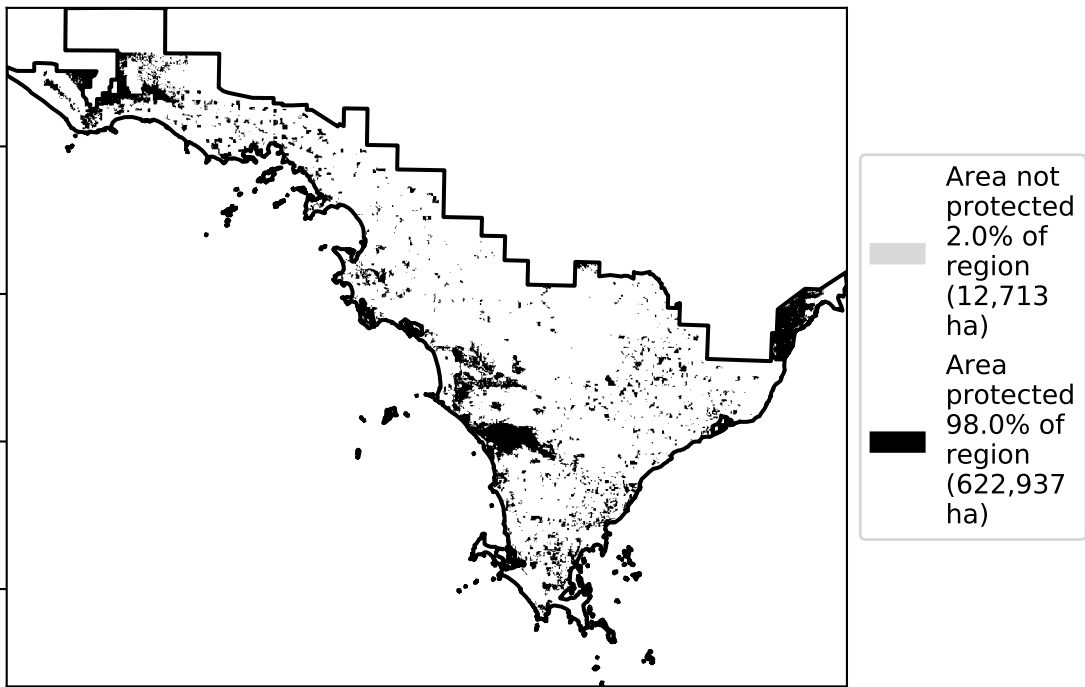 Area not
protected
2.0% of
region
(12,713
ha)
Area
protected
98.0% of
region
(622,937
ha)